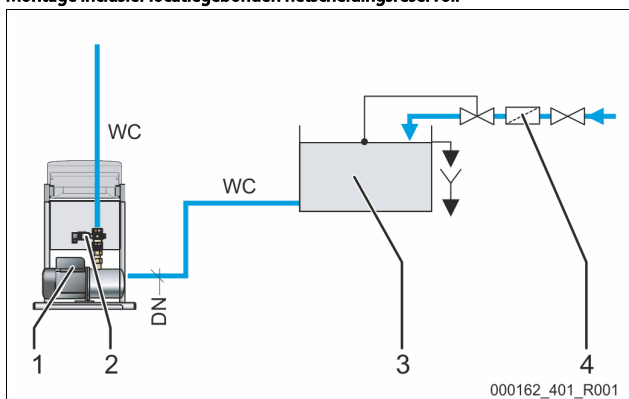 Montage inclusief locatiegebonden netscheidingsreservoir
WC
WC
DN
1
2
3
4
000162_401_R001